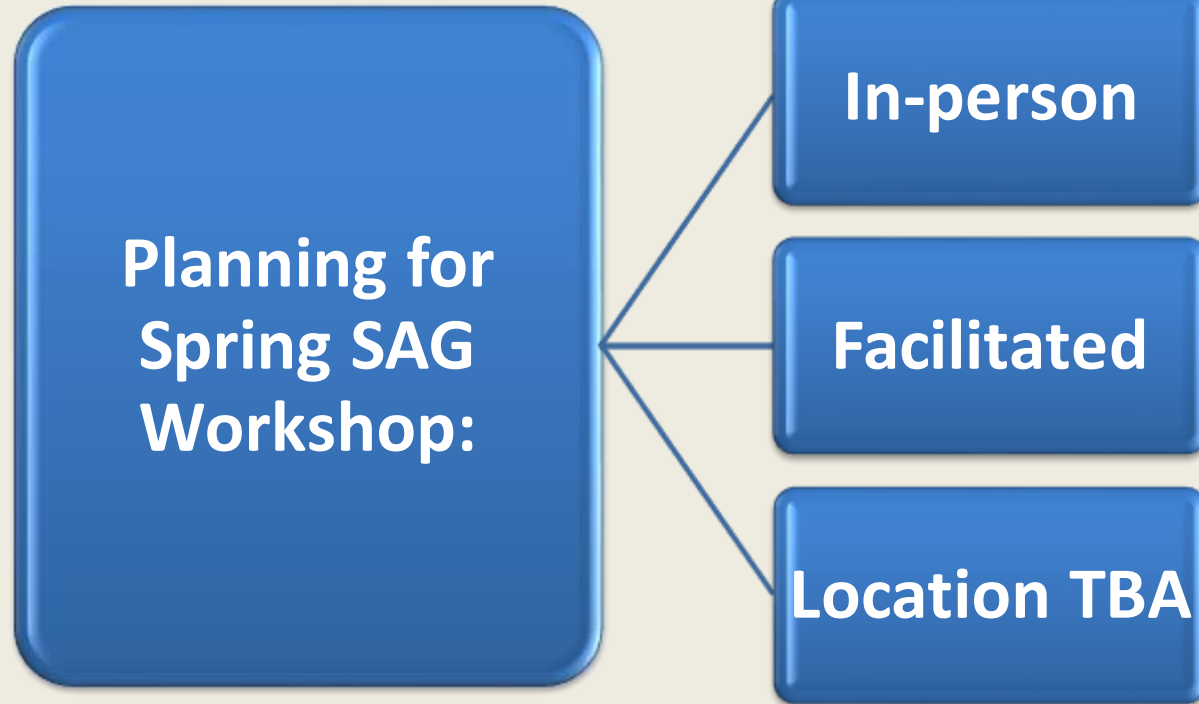 Planning for
Spring SAG
Workshop:
In-person
Facilitated
Location TBA